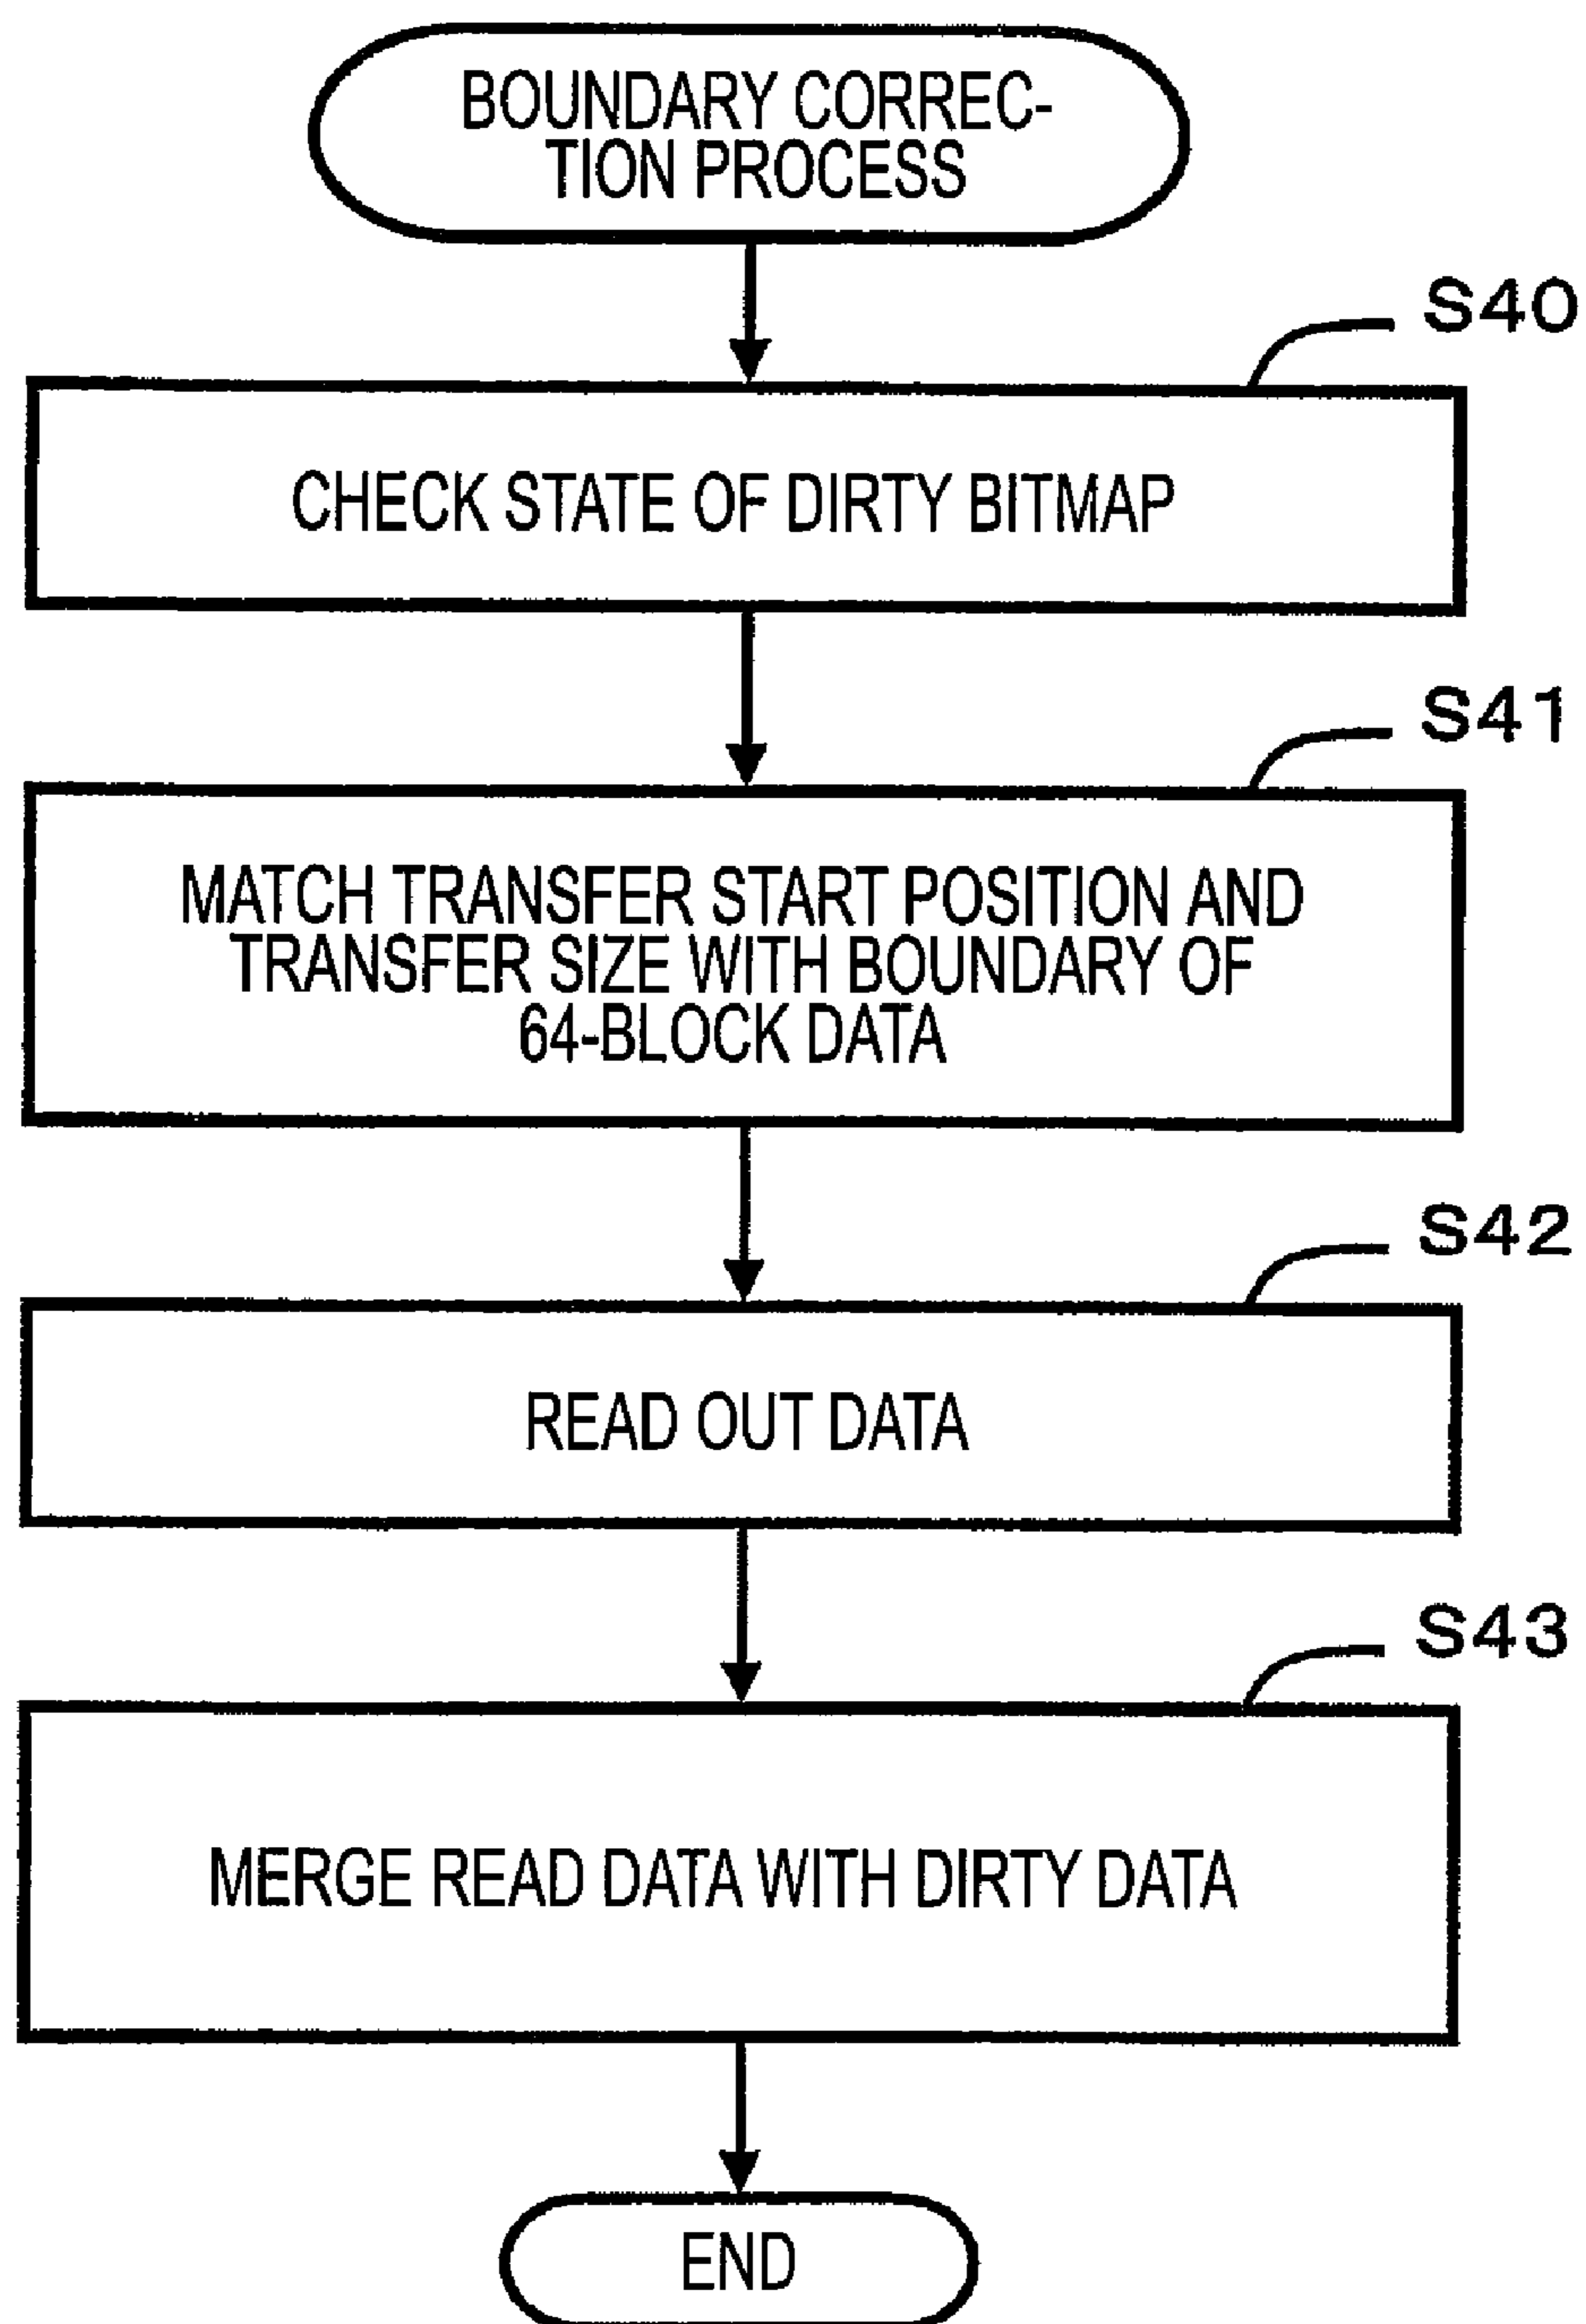 BOUNDARY CORREC-
TION PROCESS
S40
CHECK STATE OF DIRTY BITMAP
S41
MATCH TRANSFER START POSITION AND
TRANSFER SIZE WITH BOUNDARY OF
64-BLOCK DATA
S42
READ OUT DATA
S43
MERGE READ DATA WITH DIRTY DATA
END